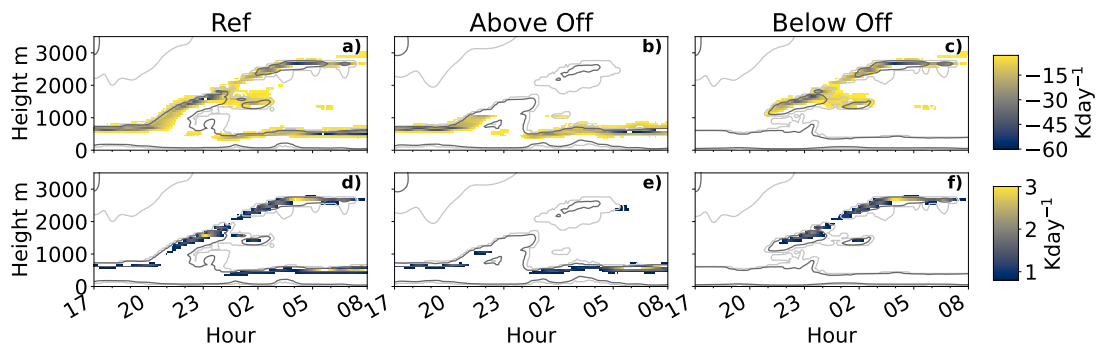 Ref Above Off Below Off
a) b) c)
Height m
3000
2000
1000
0
−15
−30
−45
−60
Kday⁻¹
d) e) f)
Height m
3000
2000
1000
0
3
2
1
Kday⁻¹
17 20 23 02 05 08 17 20 23 02 05 08 17 20 23 02 05 08
Hour Hour Hour